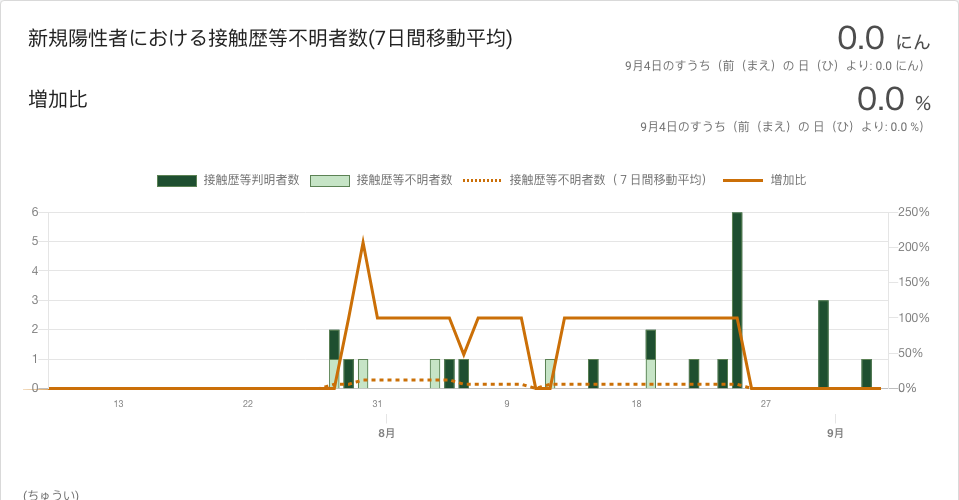 新規陽性者における接触歴等不明者数(7日間移動平均)
0.0 にん
9月4日のすうち（前（まえ）の 日（ひ）より: 0.0 にん）
増加比
0.0 %
9月4日のすうち（前（まえ）の 日（ひ）より: 0.0 %）
接触歴等判明者数 接触歴等不明者数 接触歴等不明者数（７日間移動平均） 増加比
6 250%
5 200%
4 150%
3 100%
2 50%
1 0%
0
13 22 31 9 18 27
8月 9月
(ちゅうい)